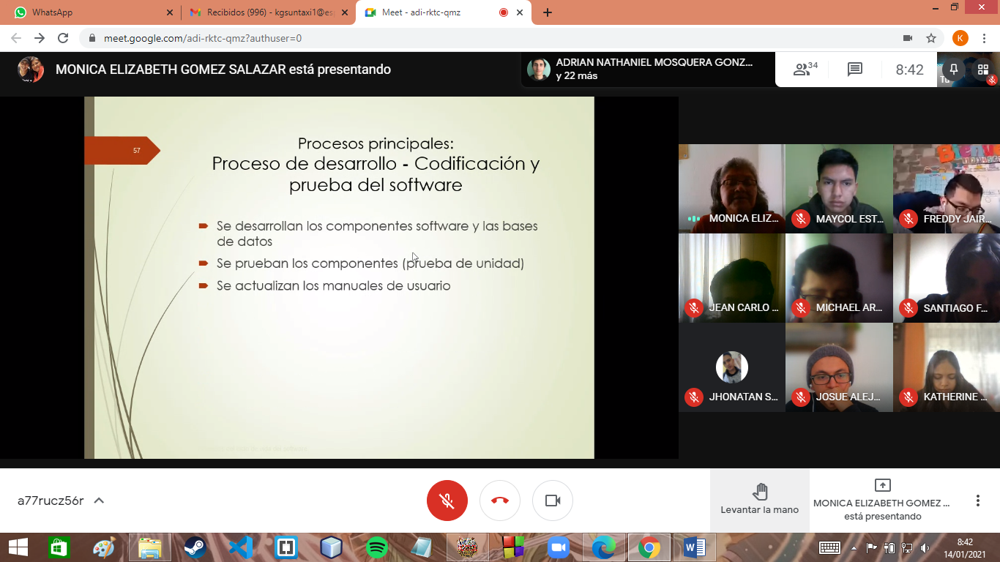 WhatsApp
Recibidos (996) - kgsuntaxi1@es
Meet - adi-rktc-qmz
meet.google.com/adi-rktc-qmz?authuser=0
K
MONICA ELIZABETH GOMEZ SALAZAR está presentando
ADRIAN NATHANIEL MOSQUERA GONZ...
y 22 más
34
8:42
Tú
57
Procesos principales:
Proceso de desarrollo - Codificación y
prueba del software
Se desarrollan los componentes software y las bases
de datos
Se prueban los componentes (prueba de unidad)
Se actualizan los manuales de usuario
MONICA ELIZ...
MAYCOL EST...
FREDDY JAIR...
JEAN CARLO ...
MICHAEL AR...
SANTIAGO F...
JHONATAN S...
JOSUE ALEJ...
KATHERINE ...
a77rucz56r
Levantar la mano
MONICA ELIZABETH GOMEZ ...
está presentando
8:42
14/01/2021